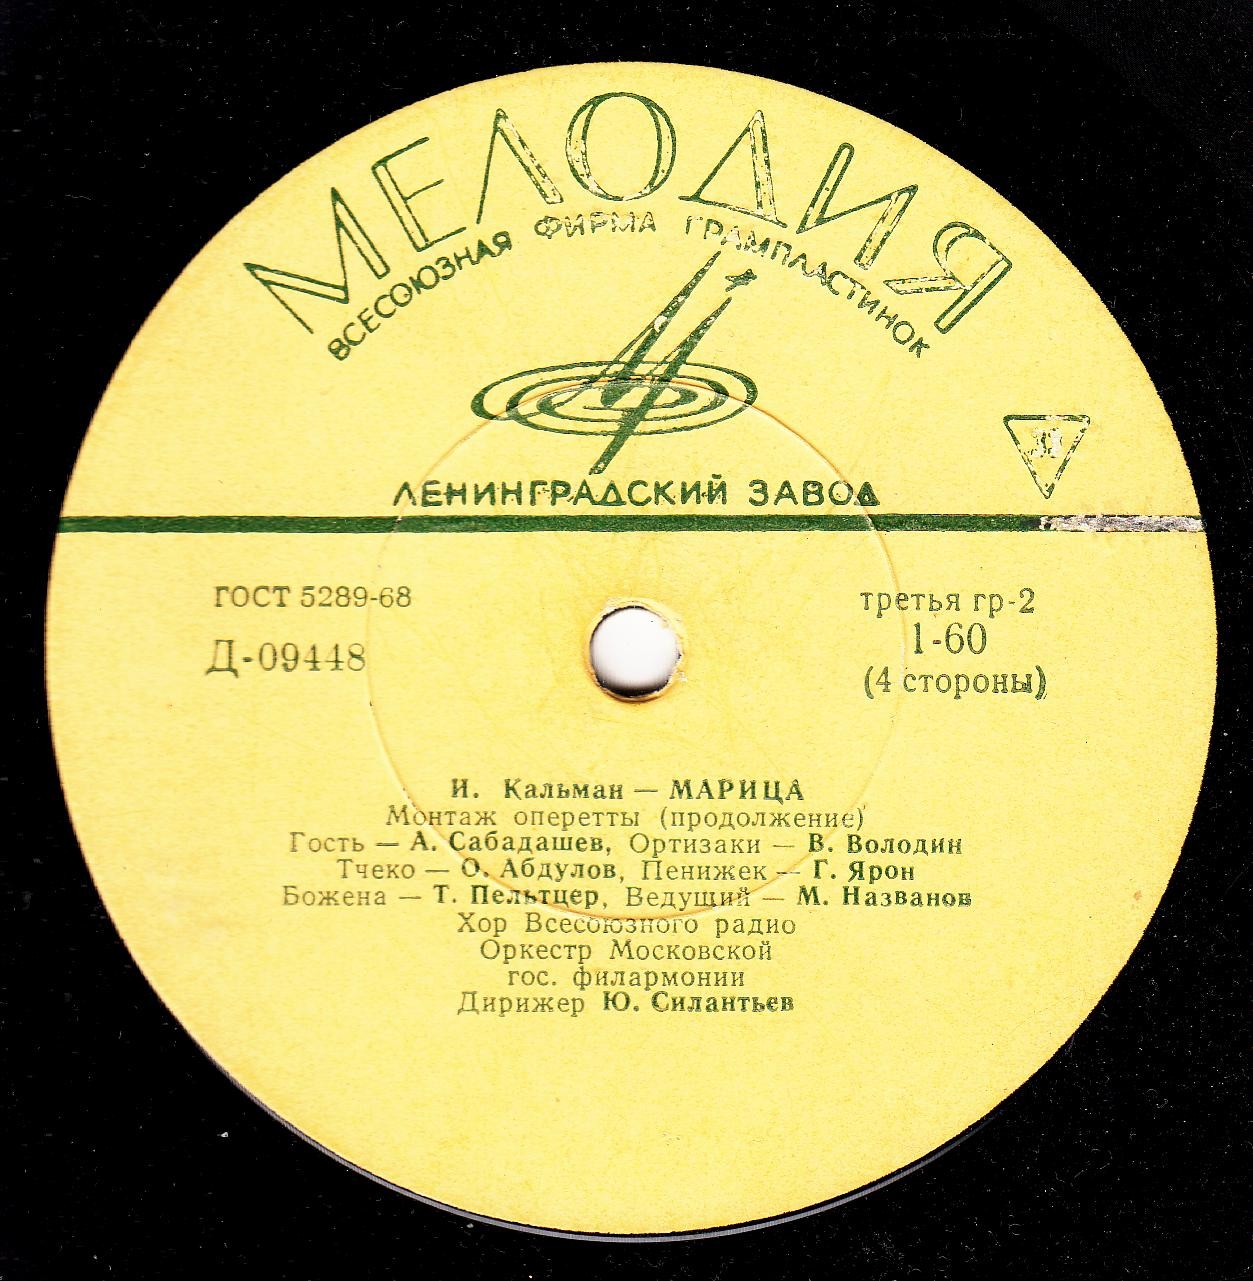 МЕЛОДИЯ
ВСЕСОЮЗНАЯ ФИРМА ГРАМПЛАСТИНОК
33
ЛЕНИНГРАДСКИЙ ЗАВОД
ГОСТ 5289-68
Д-09448
третья гр-2
1-60
(4 стороны)
И. Кальман — МАРИЦА
Монтаж оперетты (продолжение)
Гость — А. Сабадашев, Ортизаки — В. Володин
Тчеко — О. Абдулов, Пенижек — Г. Ярон
Божена — Т. Пельтцер, Ведущий — М. Названов
Хор Всесоюзного радио
Оркестр Московской
гос. филармонии
Дирижер Ю. Силантьев